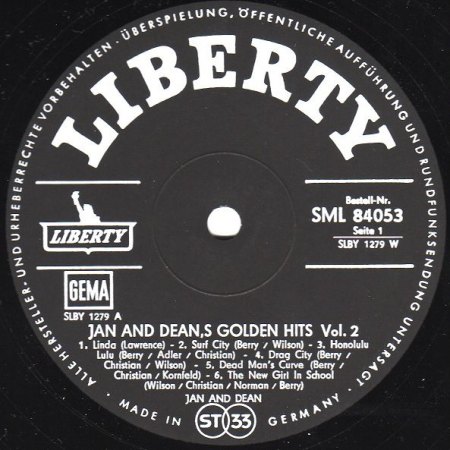 ALLE HERSTELLER- UND URHEBERRECHTE VORBEHALTEN · ÜBERSPIELUNG, ÖFFENTLICHE AUFFÜHRUNG UND RUNDFUNKSENDUNG UNTERSAGT
LIBERTY
LIBERTY
Bestell-Nr.
SML 84053
Seite 1
SLBY 1279 W
GEMA
SLBY 1279 A
JAN AND DEAN,S GOLDEN HITS Vol. 2
1. Linda (Lawrence) - 2. Surf City (Berry / Wilson) - 3. Honolulu
Lulu (Berry / Adler / Christian) - 4. Drag City (Berry /
Christian / Wilson) - 5. Dead Man's Curve (Berry /
Christian / Kornfeld) - 6. The New Girl In School
(Wilson / Christian / Norman / Berry)
JAN AND DEAN
MADE IN ST 33 GERMANY